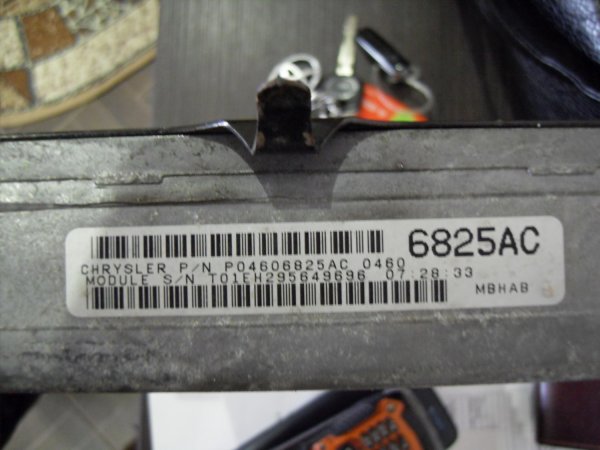 6825AC
CHRYSLER P/N P04606825AC 0460
MODULE S/N T01EH295649696 07:28:33
MBHAB